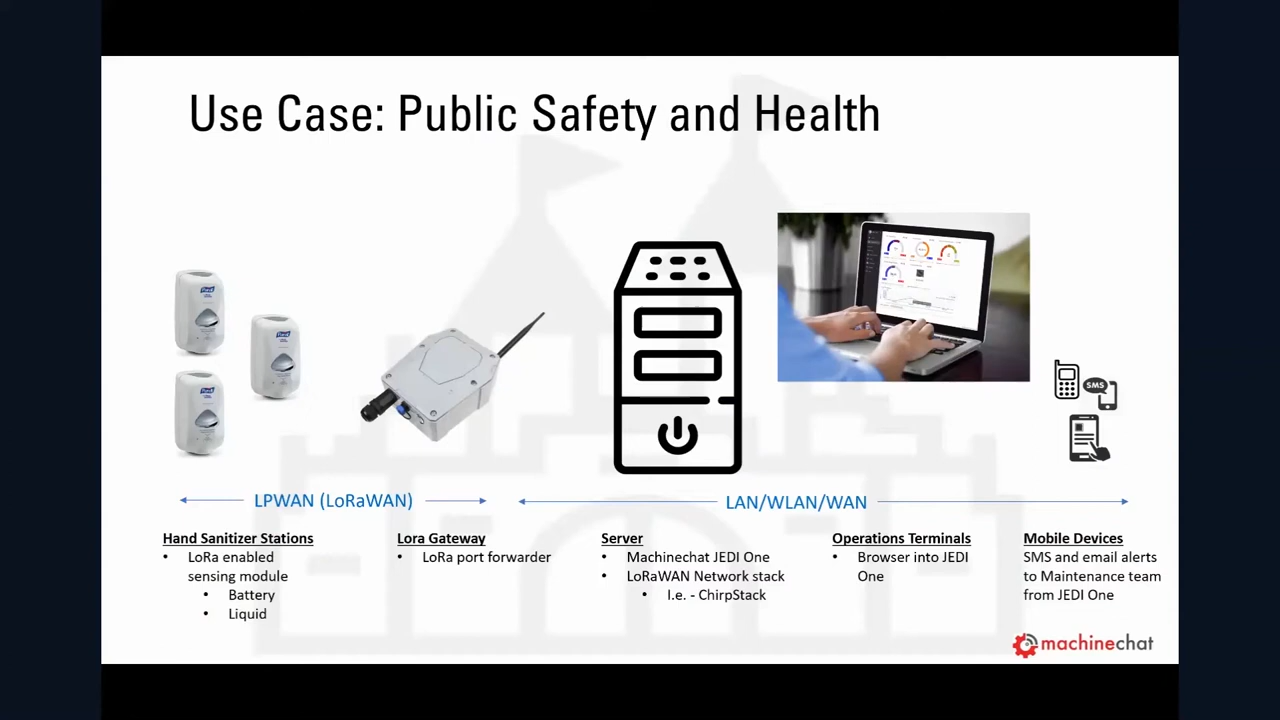 Use Case: Public Safety and Health
SMS
LPWAN (LoRaWAN)
LAN/WLAN/WAN
Hand Sanitizer Stations
• LoRa enabled
sensing module
• Battery
• Liquid
Lora Gateway
• LoRa port forwarder
Server
• Machinechat JEDI One
• LoRaWAN Network stack
• I.e. - ChirpStack
Operations Terminals
• Browser into JEDI
One
Mobile Devices
SMS and email alerts
to Maintenance team
from JEDI One
machinechat